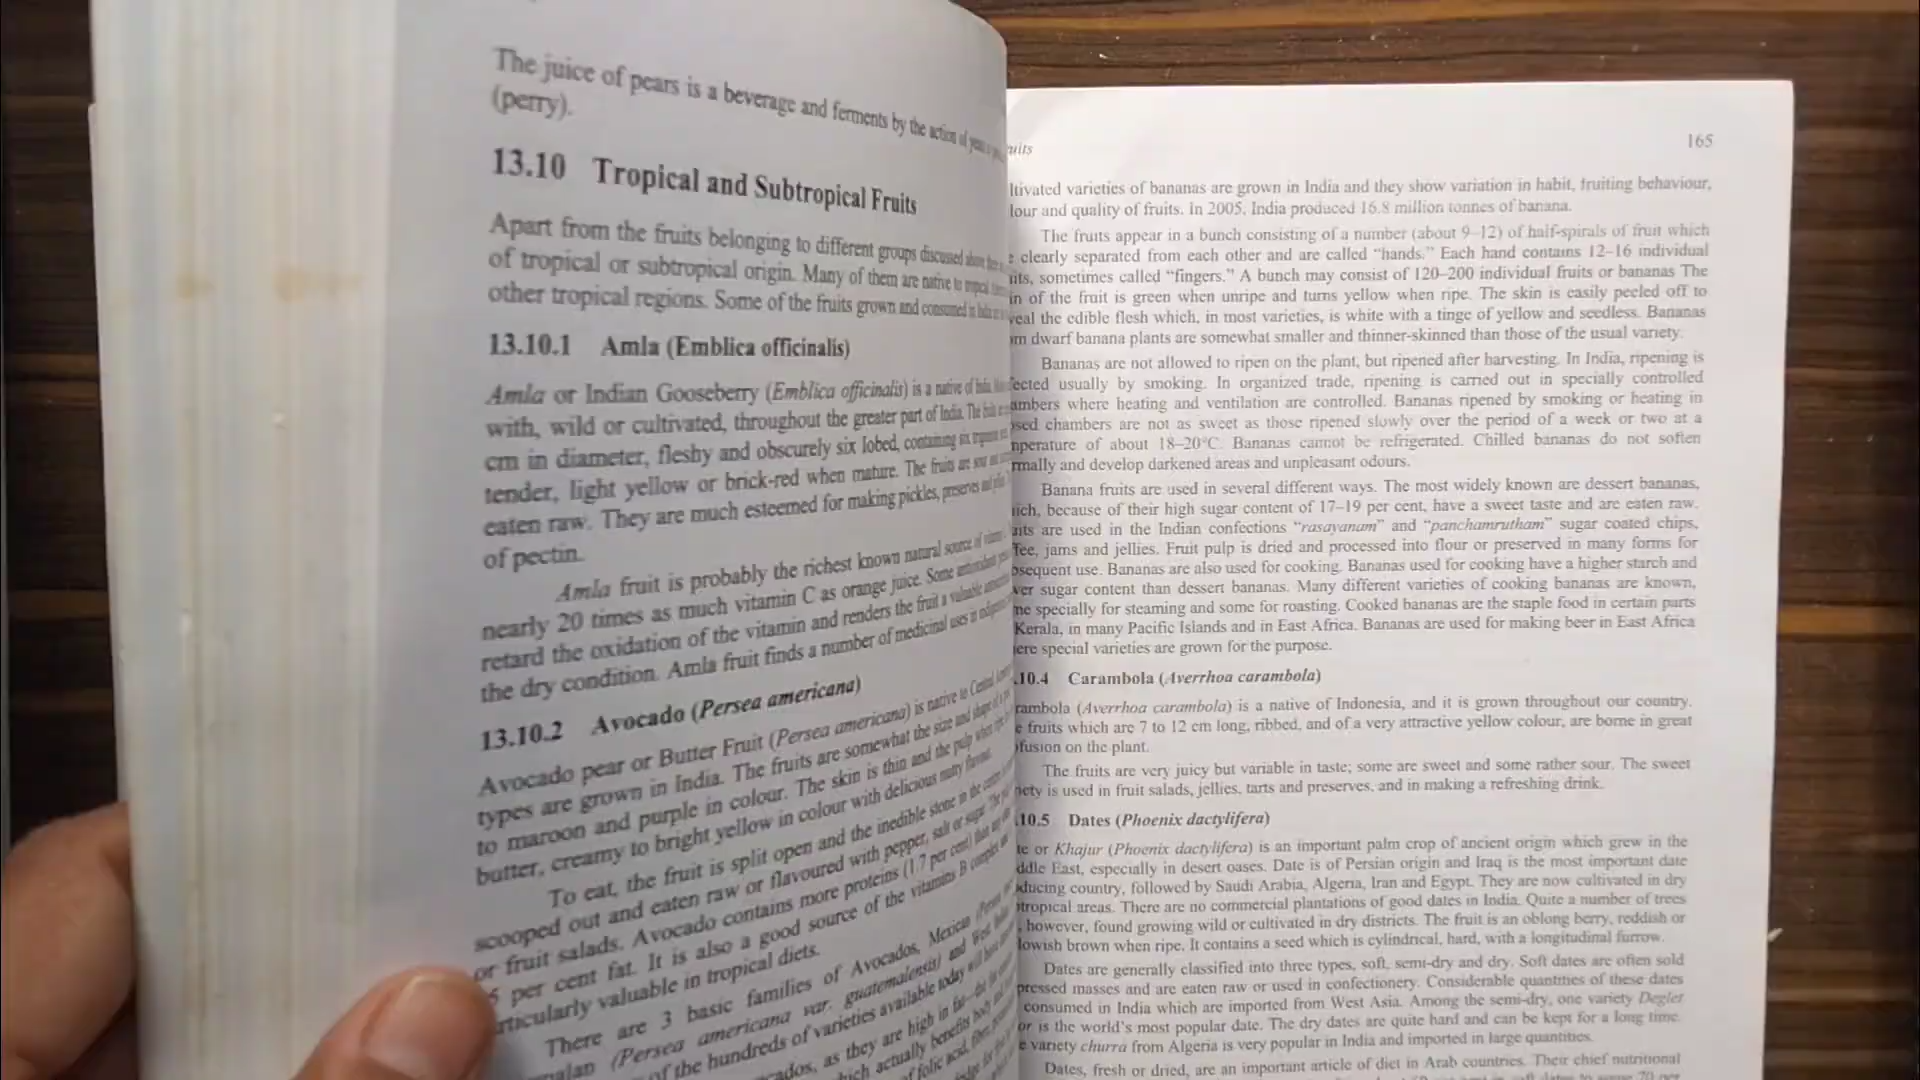 The juice of pears is a beverage and ferments by the action of
(perry).
13.10 Tropical and Subtropical Fruits
Apart from the fruits belonging to different groups discussed above
of tropical or subtropical origin. Many of them are native to tropical
other tropical regions. Some of the fruits grown and consumed in India
13.10.1 Amla (Emblica officinalis)
Amla or Indian Gooseberry (Emblica officinalis) is a native of India.
with, wild or cultivated, throughout the greater part of India. The fruits
cm in diameter, fleshy and obscurely six lobed, containing six
tender, light yellow or brick-red when mature. The fruits are sour and
eaten raw. They are much esteemed for making pickles, preserves and
of pectin.
Amla fruit is probably the richest known natural source of
nearly 20 times as much vitamin C as orange juice. Some antioxidant
retard the oxidation of the vitamin and renders the fruit a valuable
the dry condition. Amla fruit finds a number of medicinal uses in
13.10.2 Avocado (Persea americana)
Avocado pear or Butter Fruit (Persea americana) is native to Central
types are grown in India. The fruits are somewhat the size and shape of a
to maroon and purple in colour. The skin is thin and the pulp when ripe
butter, creamy to bright yellow in colour with delicious nutty flavour.
To eat, the fruit is split open and the inedible stone in the centre
scooped out and eaten raw or flavoured with pepper, salt or sugar.
or fruit salads. Avocado contains more proteins (1.7 per cent) than any
per cent fat. It is also a good source of the vitamins B complex and
rticularly valuable in tropical diets.
There are 3 basic families of Avocados, Mexican (Persea
malan (Persea americana var. guatemalensis) and West
of the hundreds of varieties available today will have
cados, as they are high in fat
hich actually benefits body
of folic acid,
uits 165
ltivated varieties of bananas are grown in India and they show variation in habit, fruiting behaviour,
lour and quality of fruits. In 2005, India produced 16.8 million tonnes of banana.
The fruits appear in a bunch consisting of a number (about 9–12) of half-spirals of fruit which
e clearly separated from each other and are called “hands.” Each hand contains 12–16 individual
uits, sometimes called “fingers.” A bunch may consist of 120–200 individual fruits or bananas The
in of the fruit is green when unripe and turns yellow when ripe. The skin is easily peeled off to
veal the edible flesh which, in most varieties, is white with a tinge of yellow and seedless. Bananas
om dwarf banana plants are somewhat smaller and thinner-skinned than those of the usual variety.
Bananas are not allowed to ripen on the plant, but ripened after harvesting. In India, ripening is
fected usually by smoking. In organized trade, ripening is carried out in specially controlled
ambers where heating and ventilation are controlled. Bananas ripened by smoking or heating in
osed chambers are not as sweet as those ripened slowly over the period of a week or two at a
mperature of about 18–20°C. Bananas cannot be refrigerated. Chilled bananas do not soften
rmally and develop darkened areas and unpleasant odours.
Banana fruits are used in several different ways. The most widely known are dessert bananas,
ich, because of their high sugar content of 17–19 per cent, have a sweet taste and are eaten raw.
uits are used in the Indian confections “rasayanam” and “panchamrutham” sugar coated chips,
fee, jams and jellies. Fruit pulp is dried and processed into flour or preserved in many forms for
bsequent use. Bananas are also used for cooking. Bananas used for cooking have a higher starch and
wer sugar content than dessert bananas. Many different varieties of cooking bananas are known,
me specially for steaming and some for roasting. Cooked bananas are the staple food in certain parts
Kerala, in many Pacific Islands and in East Africa. Bananas are used for making beer in East Africa
ere special varieties are grown for the purpose.
.10.4 Carambola (Averrhoa carambola)
rambola (Averrhoa carambola) is a native of Indonesia, and it is grown throughout our country.
e fruits which are 7 to 12 cm long, ribbed, and of a very attractive yellow colour, are borne in great
ofusion on the plant.
The fruits are very juicy but variable in taste; some are sweet and some rather sour. The sweet
iety is used in fruit salads, jellies, tarts and preserves, and in making a refreshing drink.
.10.5 Dates (Phoenix dactylifera)
te or Khajur (Phoenix dactylifera) is an important palm crop of ancient origin which grew in the
ddle East, especially in desert oases. Date is of Persian origin and Iraq is the most important date
ducing country, followed by Saudi Arabia, Algeria, Iran and Egypt. They are now cultivated in dry
tropical areas. There are no commercial plantations of good dates in India. Quite a number of trees
, however, found growing wild or cultivated in dry districts. The fruit is an oblong berry, reddish or
lowish brown when ripe. It contains a seed which is cylindrical, hard, with a longitudinal furrow.
Dates are generally classified into three types, soft, semi-dry and dry. Soft dates are often sold
pressed masses and are eaten raw or used in confectionery. Considerable quantities of these dates
consumed in India which are imported from West Asia. Among the semi-dry, one variety Deglet
or is the world’s most popular date. The dry dates are quite hard and can be kept for a long time.
e variety churra from Algeria is very popular in India and imported in large quantities.
Dates, fresh or dried, are an important article of diet in Arab countries. Their chief nutritional